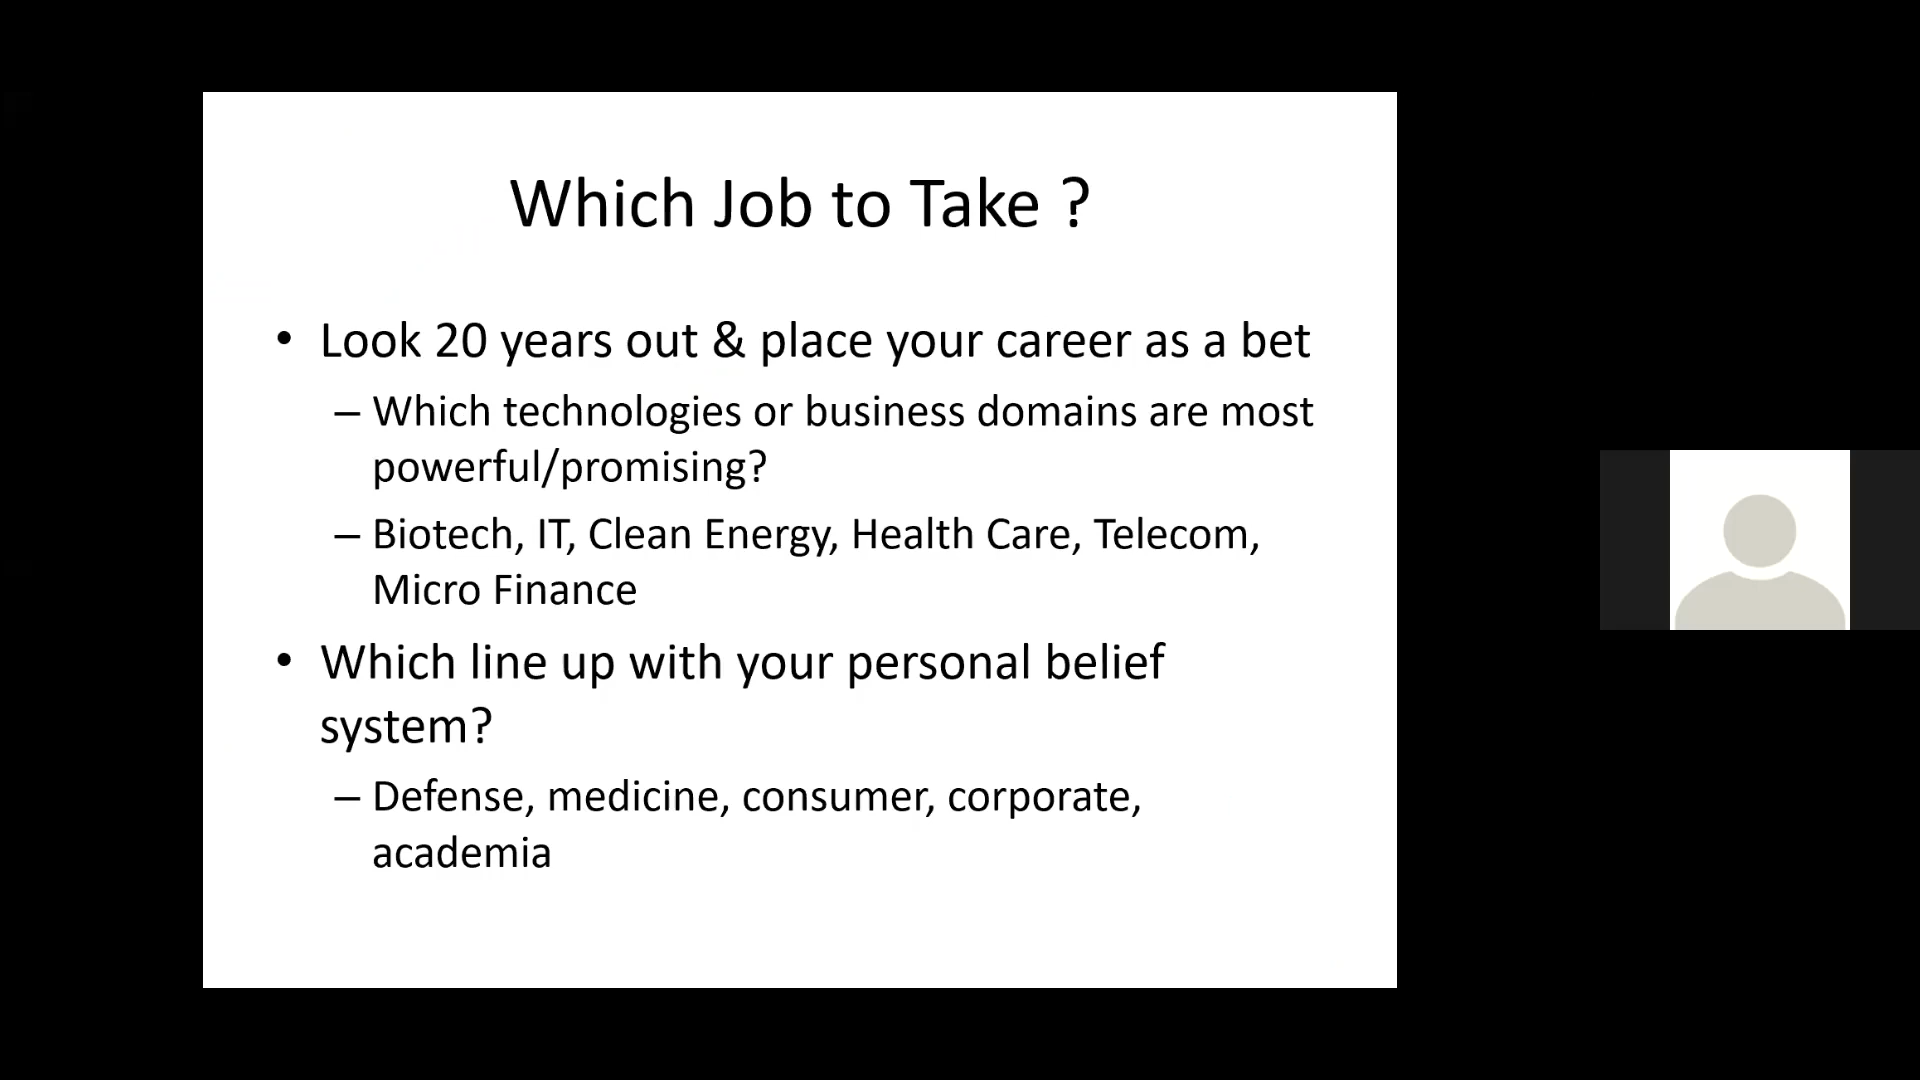 Which Job to Take ?
• Look 20 years out & place your career as a bet
– Which technologies or business domains are most
powerful/promising?
– Biotech, IT, Clean Energy, Health Care, Telecom,
Micro Finance
• Which line up with your personal belief
system?
– Defense, medicine, consumer, corporate,
academia